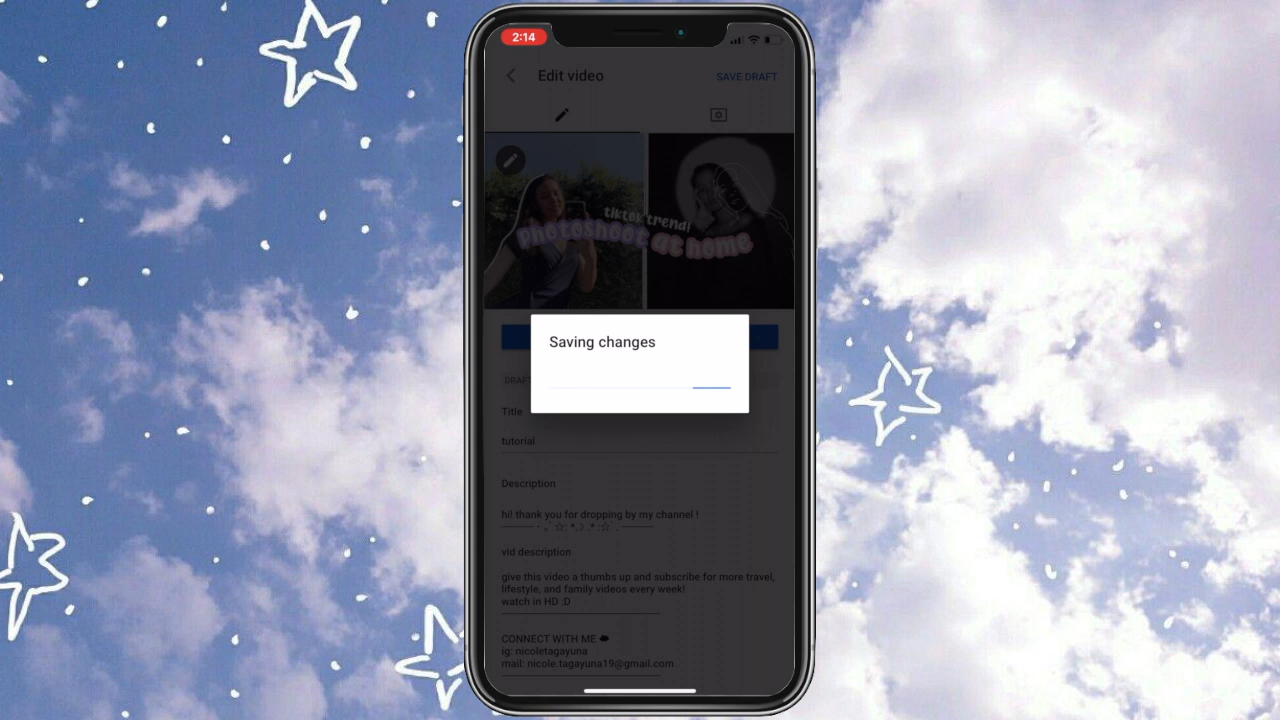 2:14
Edit video
SAVE DRAFT
tiktok trend!
photoshoot at home
Saving changes
DRAFT
Title
tutorial
Description
hi! thank you for dropping by my channel !
vid description
give this video a thumbs up and subscribe for more travel,
lifestyle, and family videos every week!
watch in HD :D
CONNECT WITH ME
ig: nicoletagayuna
mail: nicole.tagayuna19@gmail.com